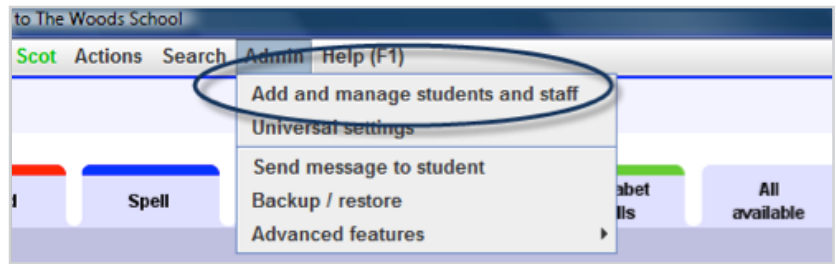 to The Woods School
Scot Actions Search Admin Help (F1)
Add and manage students and staff
Universal settings
Send message to student
Backup / restore
Advanced features
Spell
All
available